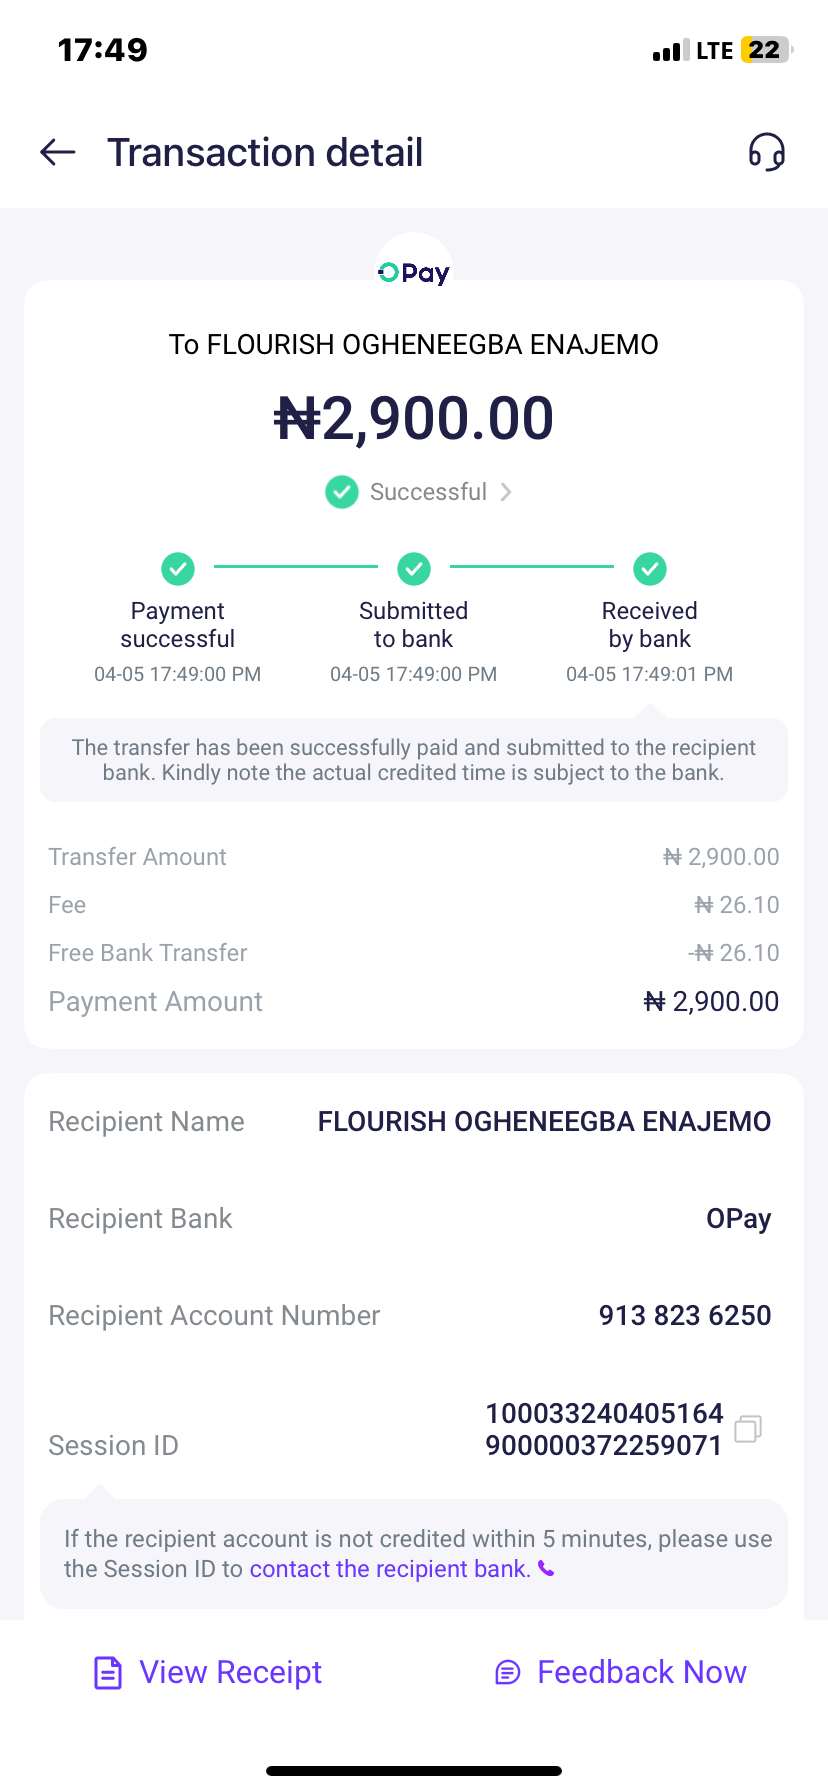 17:49
LTE 22
Transaction detail
OPay
To FLOURISH OGHENEEGBA ENAJEMO
₦2,900.00
Successful
Payment successful
04-05 17:49:00 PM
Submitted to bank
04-05 17:49:00 PM
Received by bank
04-05 17:49:01 PM
The transfer has been successfully paid and submitted to the recipient
bank. Kindly note the actual credited time is subject to the bank.
Transfer Amount ₦ 2,900.00
Fee ₦ 26.10
Free Bank Transfer -₦ 26.10
Payment Amount ₦ 2,900.00
Recipient Name FLOURISH OGHENEEGBA ENAJEMO
Recipient Bank OPay
Recipient Account Number 913 823 6250
Session ID 100033240405164
900000372259071
If the recipient account is not credited within 5 minutes, please use
the Session ID to contact the recipient bank.
View Receipt
Feedback Now